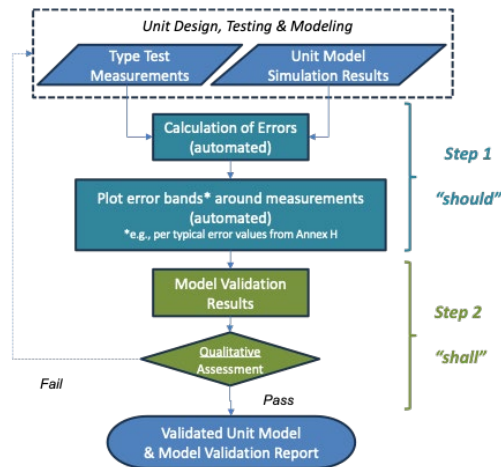 Unit Design, Testing & Modeling
Type Test
Measurements
Unit Model
Simulation Results
Calculation of Errors
(automated)
Step 1
Plot error bands* around measurements
(automated)
*e.g., per typical error values from Annex H
"should"
Model Validation
Results
Step 2
Qualitative
Assessment
"shall"
Fail
Pass
Validated Unit Model
& Model Validation Report